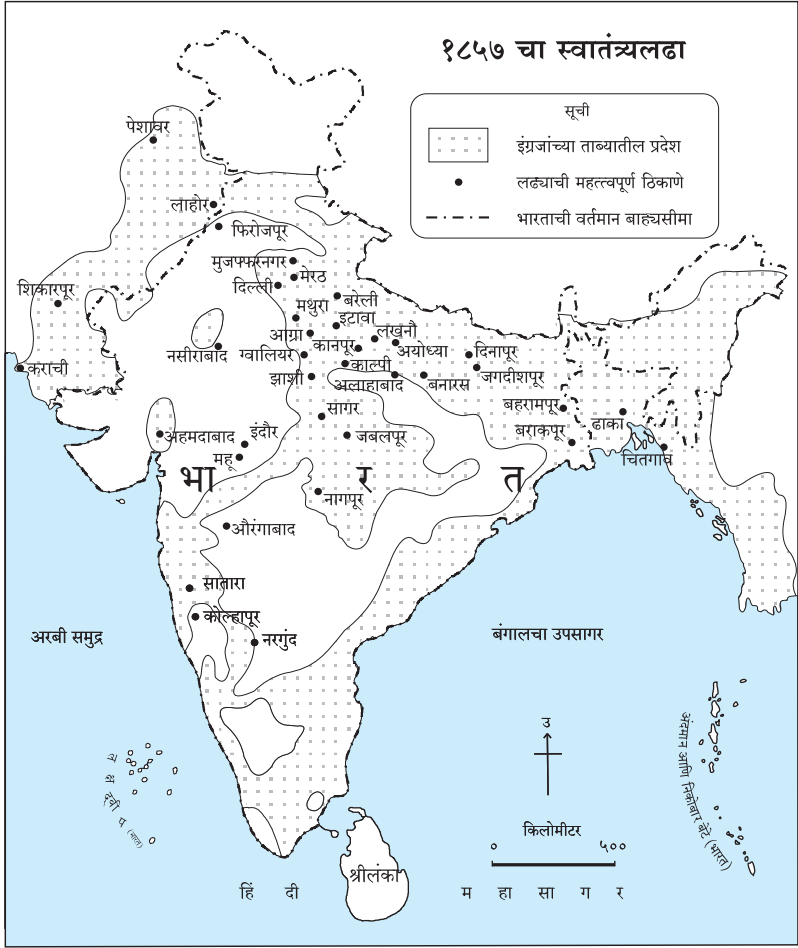 १८५७ चा स्वातंत्र्यलढा
सूची
इंग्रजांच्या ताब्यातील प्रदेश
लढ्याची महत्त्वपूर्ण ठिकाणे
भारताची वर्तमान बाह्यसीमा
पेशावर
लाहोर
फिरोजपूर
मुजफ्फरनगर
मेरठ
दिल्ली
शिकारपूर
मथुरा
बरेली
इटावा
आग्रा
लखनौ
कानपूर
अयोध्या
नसीराबाद
ग्वालियर
दिनापूर
कराची
काल्पी
जगदीशपूर
झाशी
अलाहाबाद
बनारस
बहरामपूर
सागर
ढाका
बराकपूर
अहमदाबाद
इंदौर
जबलपूर
महू
चितगाव
भा र त
नागपूर
औरंगाबाद
सातारा
कोल्हापूर
नरगुंद
अरबी समुद्र
बंगालचा उपसागर
उ
अंदमान आणि निकोबार बेटे (भारत)
ल क्ष द्वी प (भारत)
किलोमीटर
० ५००
श्रीलंका
हिं दी म हा सा ग र